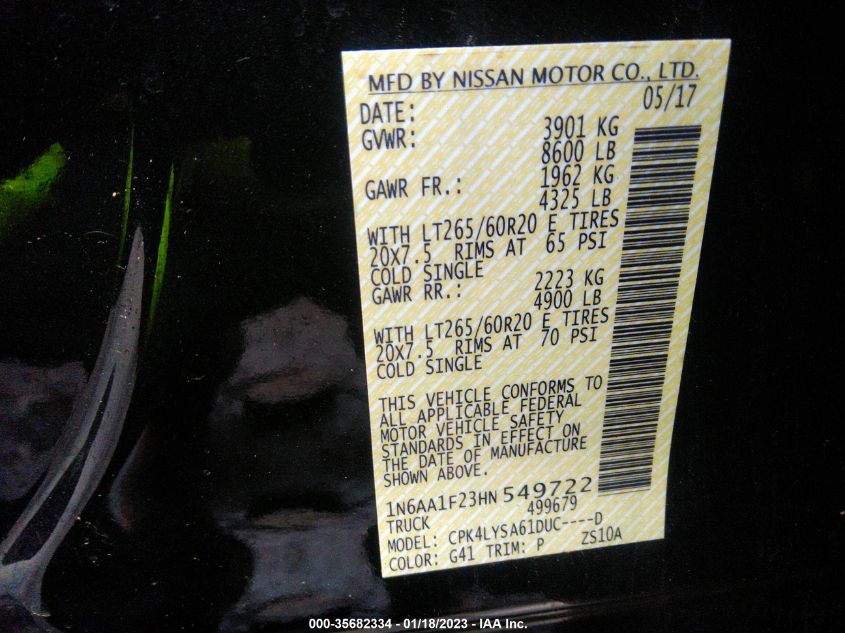 MFD BY NISSAN MOTOR CO., LTD.
DATE: 05/17
GVWR: 3901 KG
8600 LB
GAWR FR.: 1962 KG
4325 LB
WITH LT265/60R20 E TIRES
20X7.5 RIMS AT 65 PSI
COLD SINGLE
GAWR RR.: 2223 KG
4900 LB
WITH LT265/60R20 E TIRES
20X7.5 RIMS AT 70 PSI
COLD SINGLE
THIS VEHICLE CONFORMS TO
ALL APPLICABLE FEDERAL
MOTOR VEHICLE SAFETY
STANDARDS IN EFFECT ON
THE DATE OF MANUFACTURE
SHOWN ABOVE.
1N6AA1F23HN 549722
TRUCK 499679
MODEL: CPK4LYSA61DUC----D
COLOR: G41 TRIM: P ZS10A
000-35682334 - 01/18/2023 - IAA Inc.